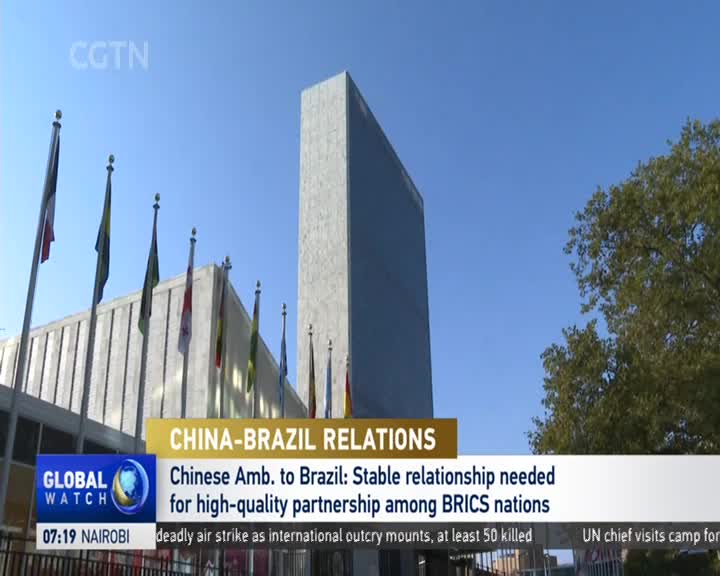 CGTN
CHINA-BRAZIL RELATIONS
GLOBAL
WATCH
Chinese Amb. to Brazil: Stable relationship needed
for high-quality partnership among BRICS nations
07:19 NAIROBI
deadly air strike as international outcry mounts, at least 50 killed UN chief visits camp for